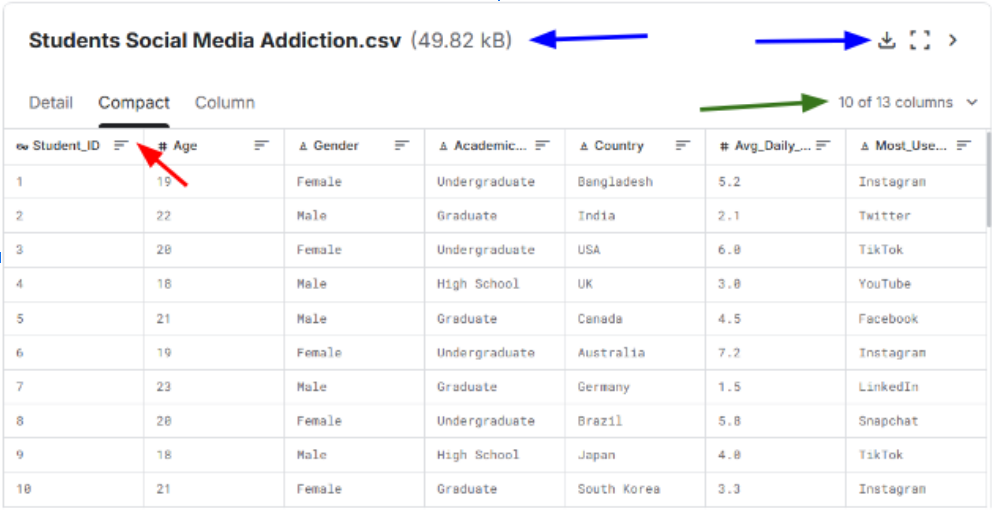 Students Social Media Addiction.csv (49.82 kB)
Detail Compact Column 10 of 13 columns
Student_ID # Age Gender Academic... Country # Avg_Daily_... Most_Use...
1 19 Female Undergraduate Bangladesh 5.2 Instagram
2 22 Male Graduate India 2.1 Twitter
3 20 Female Undergraduate USA 6.0 TikTok
4 18 Male High School UK 3.0 YouTube
5 21 Male Graduate Canada 4.5 Facebook
6 19 Female Undergraduate Australia 7.2 Instagram
7 23 Male Graduate Germany 1.5 LinkedIn
8 20 Female Undergraduate Brazil 5.8 Snapchat
9 18 Male High School Japan 4.0 TikTok
10 21 Female Graduate South Korea 3.3 Instagram